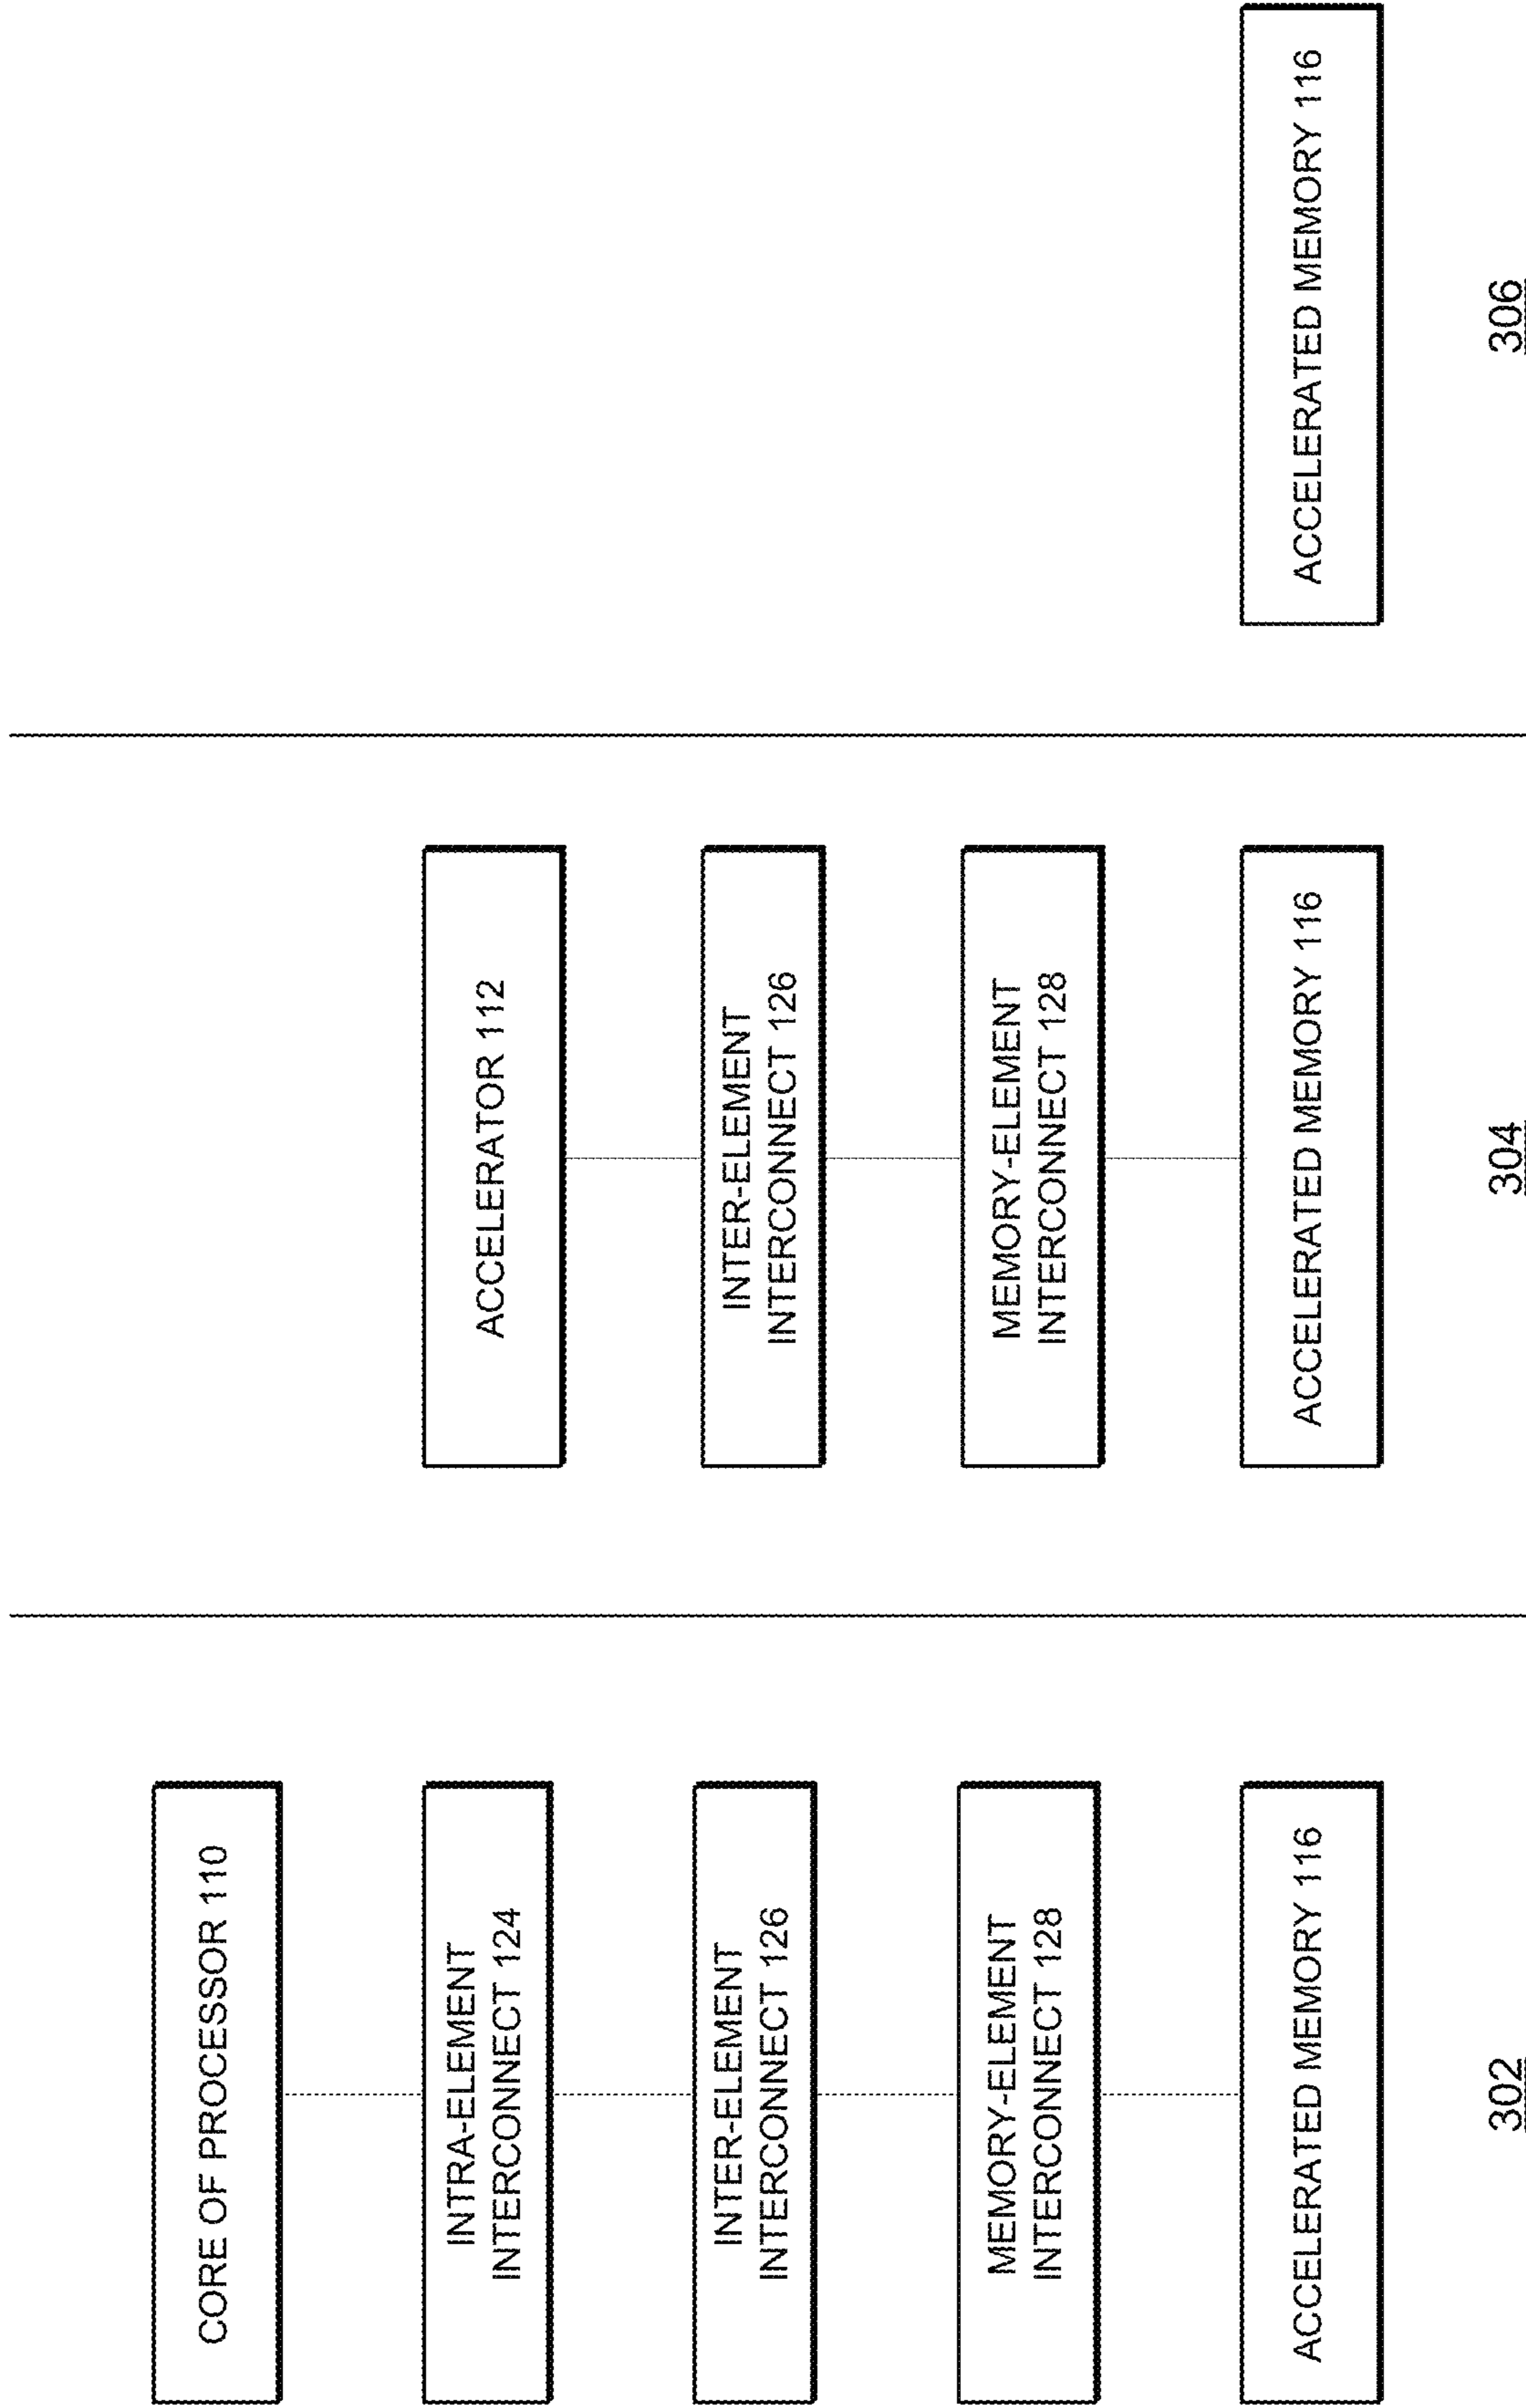 CORE OF PROCESSOR 110
INTRA-ELEMENT
INTERCONNECT 124
INTER-ELEMENT
INTERCONNECT 126
MEMORY-ELEMENT
INTERCONNECT 128
ACCELERATED MEMORY 116
302
ACCELERATOR 112
INTER-ELEMENT
INTERCONNECT 126
MEMORY-ELEMENT
INTERCONNECT 128
ACCELERATED MEMORY 116
304
ACCELERATED MEMORY 116
306